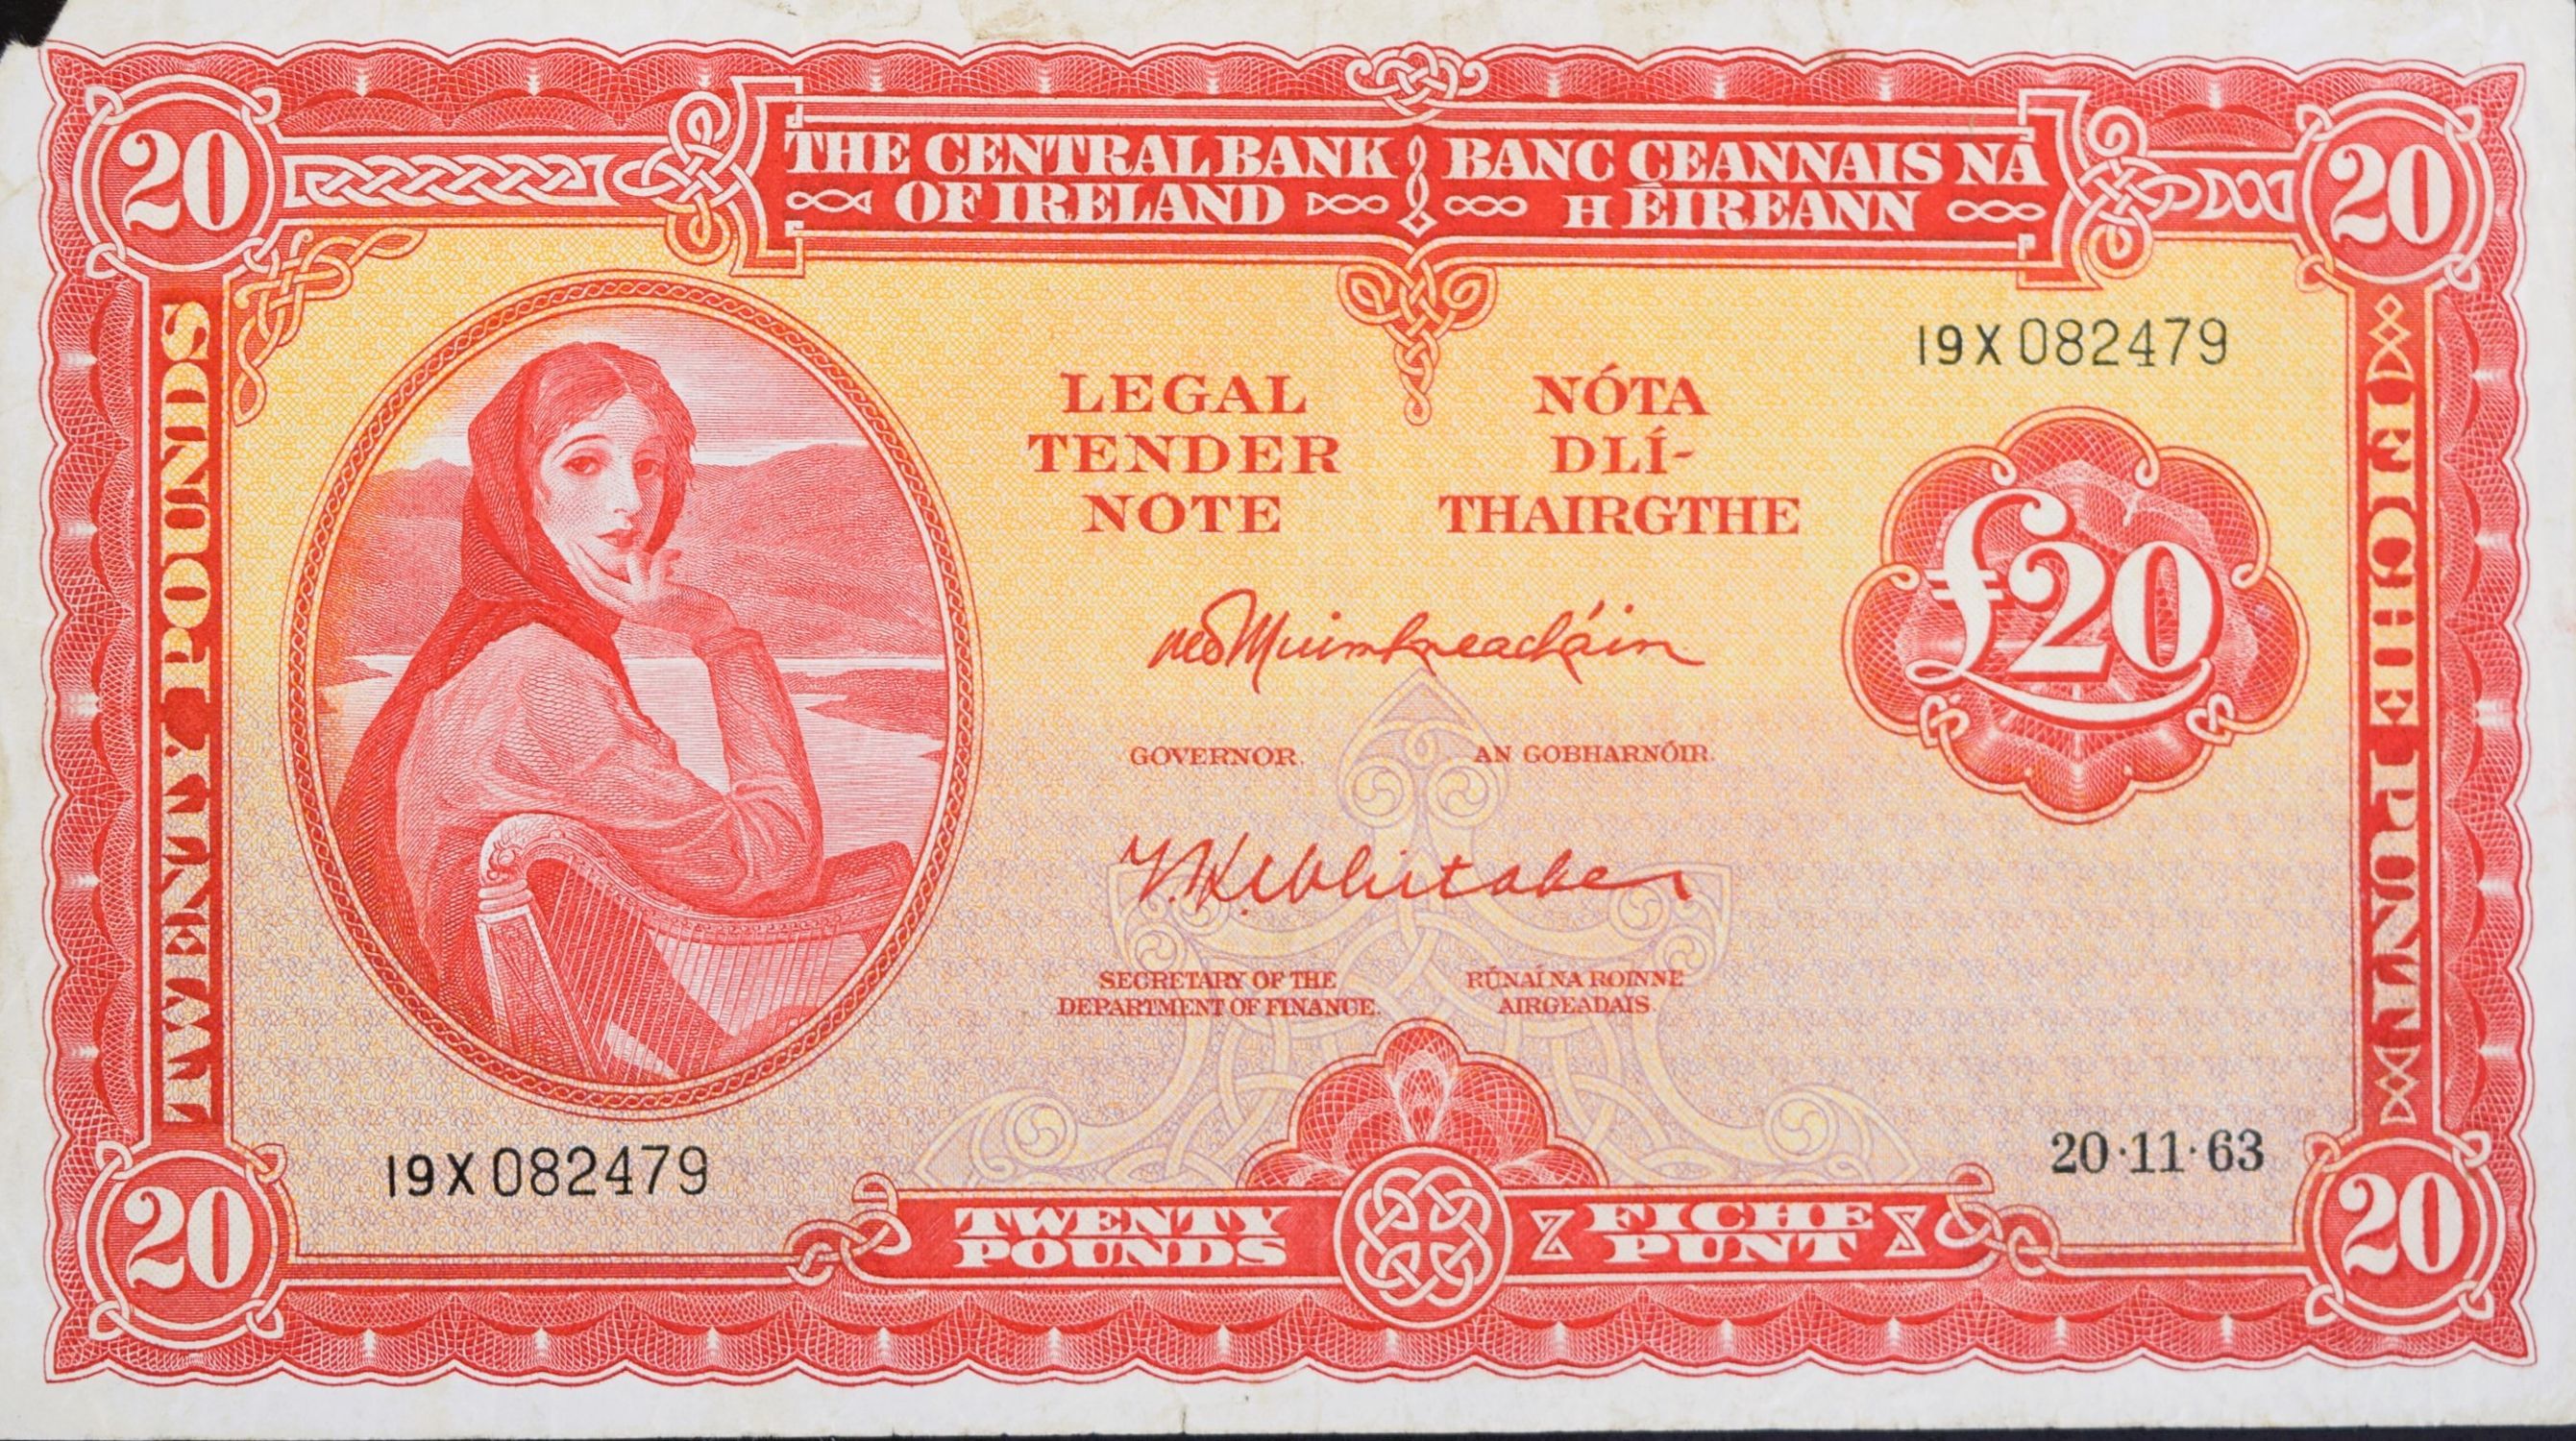 20
THE CENTRAL BANK
OF IRELAND
BANC CEANNAIS NA
H ÉIREANN
20
TWENTY POUNDS
19X 082479
LEGAL
TENDER
NOTE
NÓTA
DLÍ-
THAIRGTHE
£20
FICHE PUNT
GOVERNOR.
AN GOBHARNÓIR.
T.K. Whitaker
SECRETARY OF THE
DEPARTMENT OF FINANCE.
RÚNAÍ NA ROINNE
AIRGEADAIS.
19X 082479
20·11·63
20
TWENTY
POUNDS
FICHE
PUNT
20